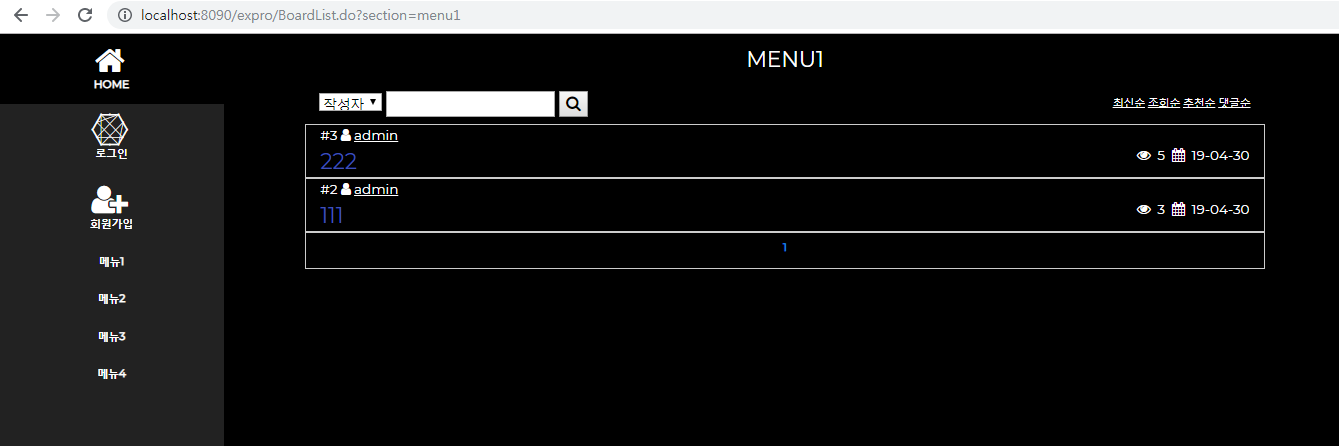 localhost:8090/expro/BoardList.do?section=menu1
HOME
로그인
회원가입
메뉴1
메뉴2
메뉴3
메뉴4
MENU1
작성자
최신순 조회순 추천순 댓글순
#3 admin
222
5 19-04-30
#2 admin
111
3 19-04-30
1